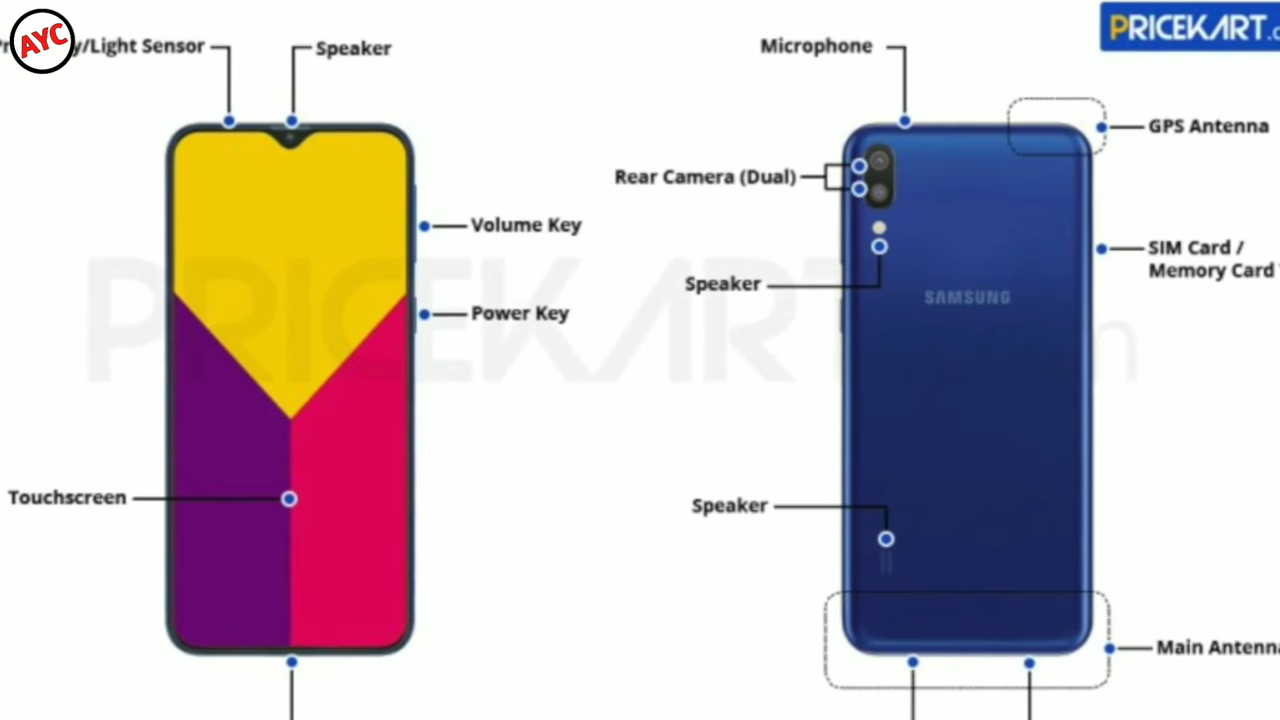 AYC
y/Light Sensor
Speaker
Microphone
PRICEKART.c
GPS Antenna
Rear Camera (Dual)
Volume Key
SIM Card /
Memory Card
Speaker
SAMSUNG
Power Key
PRICEKART
Touchscreen
Speaker
Main Antenna